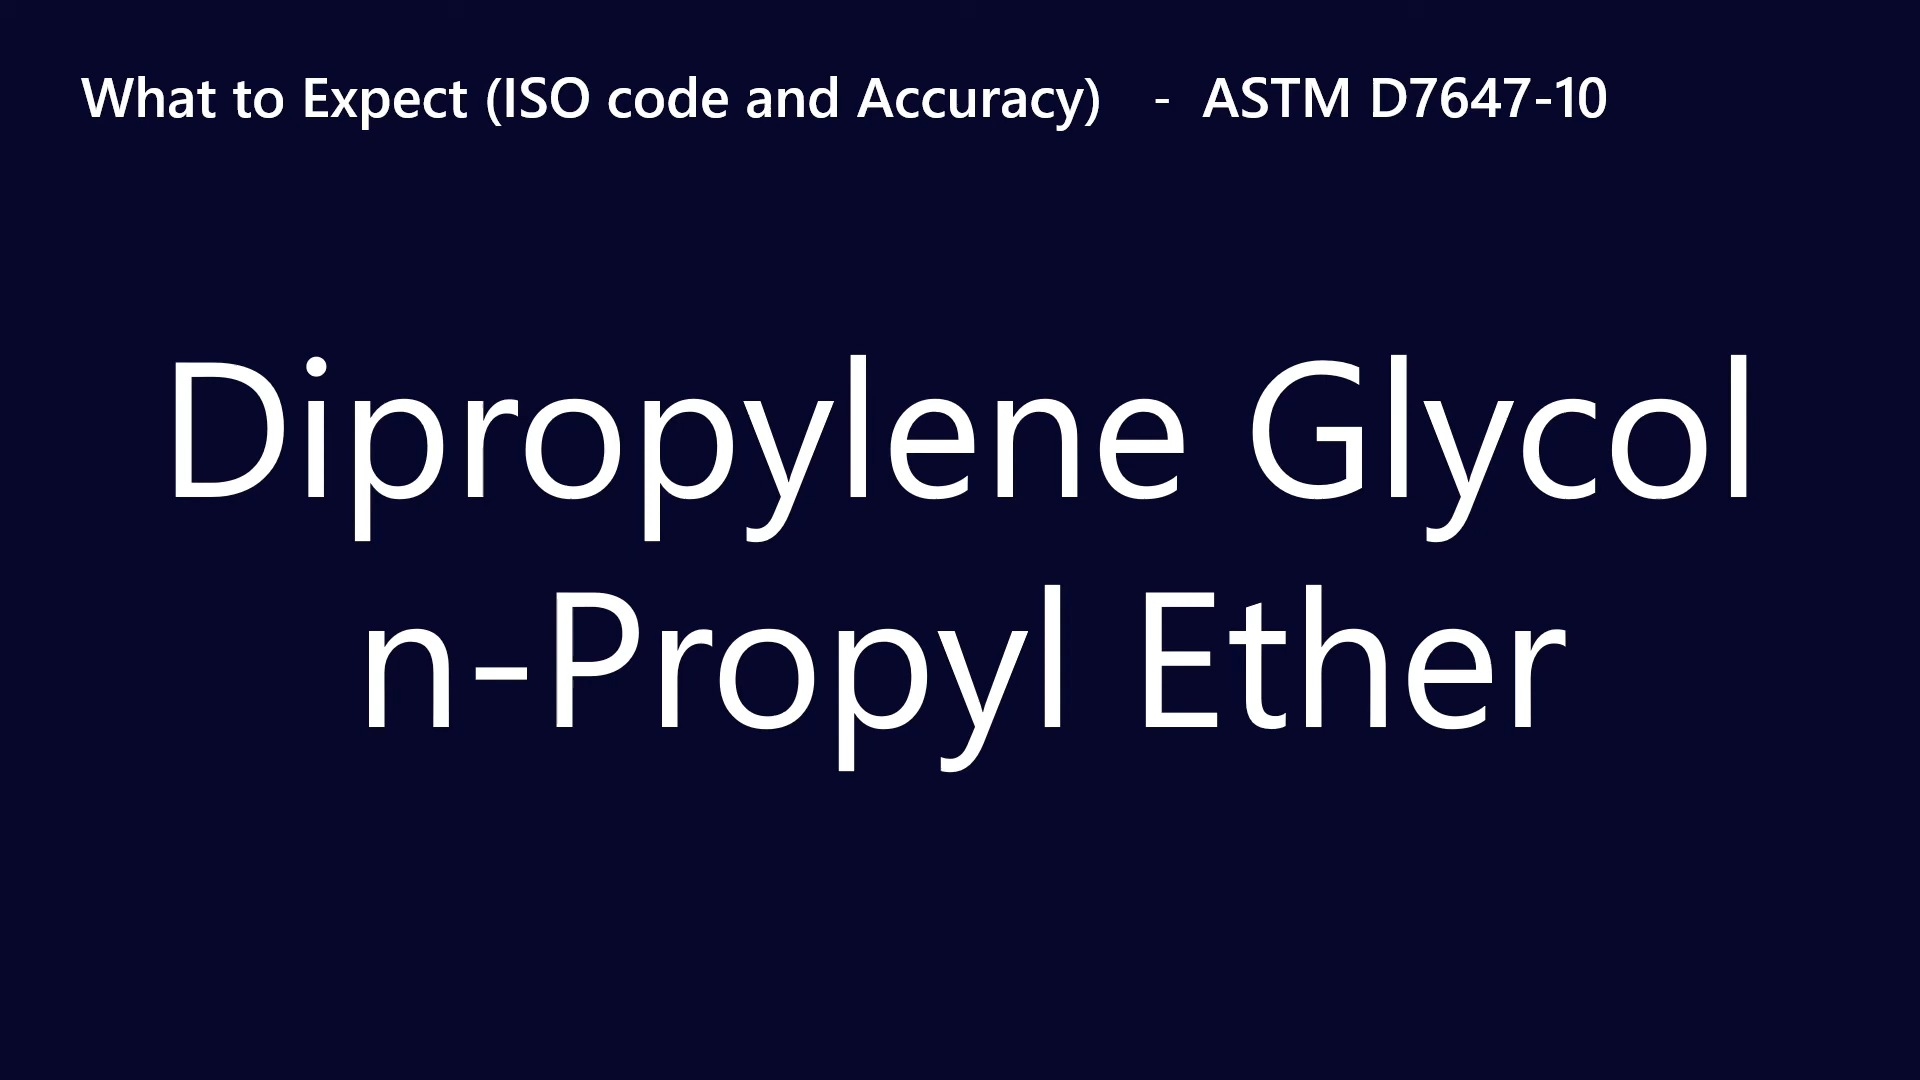 What to Expect (ISO code and Accuracy) - ASTM D7647-10
Dipropylene Glycol
n-Propyl Ether